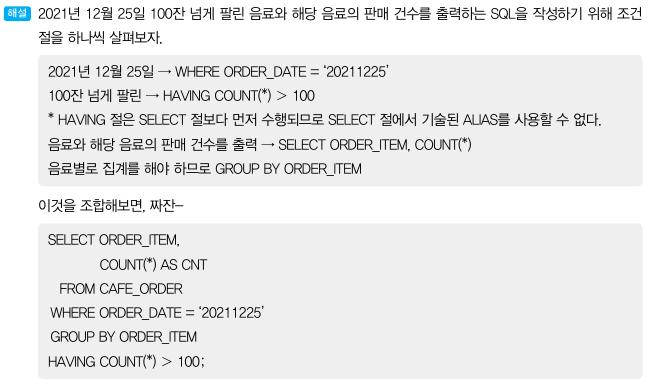 해설 2021년 12월 25일 100잔 넘게 팔린 음료와 해당 음료의 판매 건수를 출력하는 SQL을 작성하기 위해 조건
절을 하나씩 살펴보자.
2021년 12월 25일 → WHERE ORDER_DATE = ‘20211225’
100잔 넘게 팔린 → HAVING COUNT(*) > 100
* HAVING 절은 SELECT 절보다 먼저 수행되므로 SELECT 절에서 기술된 ALIAS를 사용할 수 없다.
음료와 해당 음료의 판매 건수를 출력 → SELECT ORDER_ITEM, COUNT(*)
음료별로 집계를 해야 하므로 GROUP BY ORDER_ITEM
이것을 조합해보면, 짜잔~
SELECT ORDER_ITEM,
COUNT(*) AS CNT
FROM CAFE_ORDER
WHERE ORDER_DATE = ‘20211225’
GROUP BY ORDER_ITEM
HAVING COUNT(*) > 100;